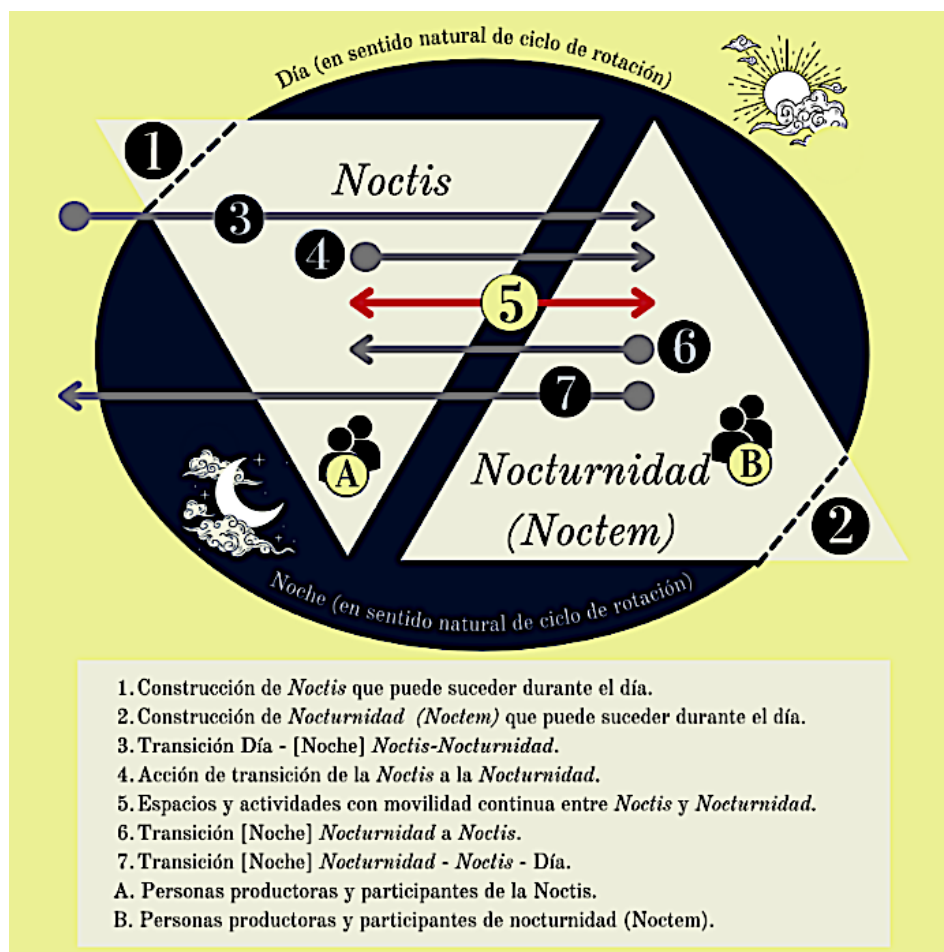 Día (en sentido natural de ciclo de rotación)
1
Noctis
3
4
5
6
7
A
B
Nocturnidad
(Noctem)
2
Noche (en sentido natural de ciclo de rotación)
1. Construcción de Noctis que puede suceder durante el día.
2. Construcción de Nocturnidad (Noctem) que puede suceder durante el día.
3. Transición Día - [Noche] Noctis-Nocturnidad.
4. Acción de transición de la Noctis a la Nocturnidad.
5. Espacios y actividades con movilidad continua entre Noctis y Nocturnidad.
6. Transición [Noche] Nocturnidad a Noctis.
7. Transición [Noche] Nocturnidad - Noctis - Día.
A. Personas productoras y participantes de la Noctis.
B. Personas productoras y participantes de nocturnidad (Noctem).